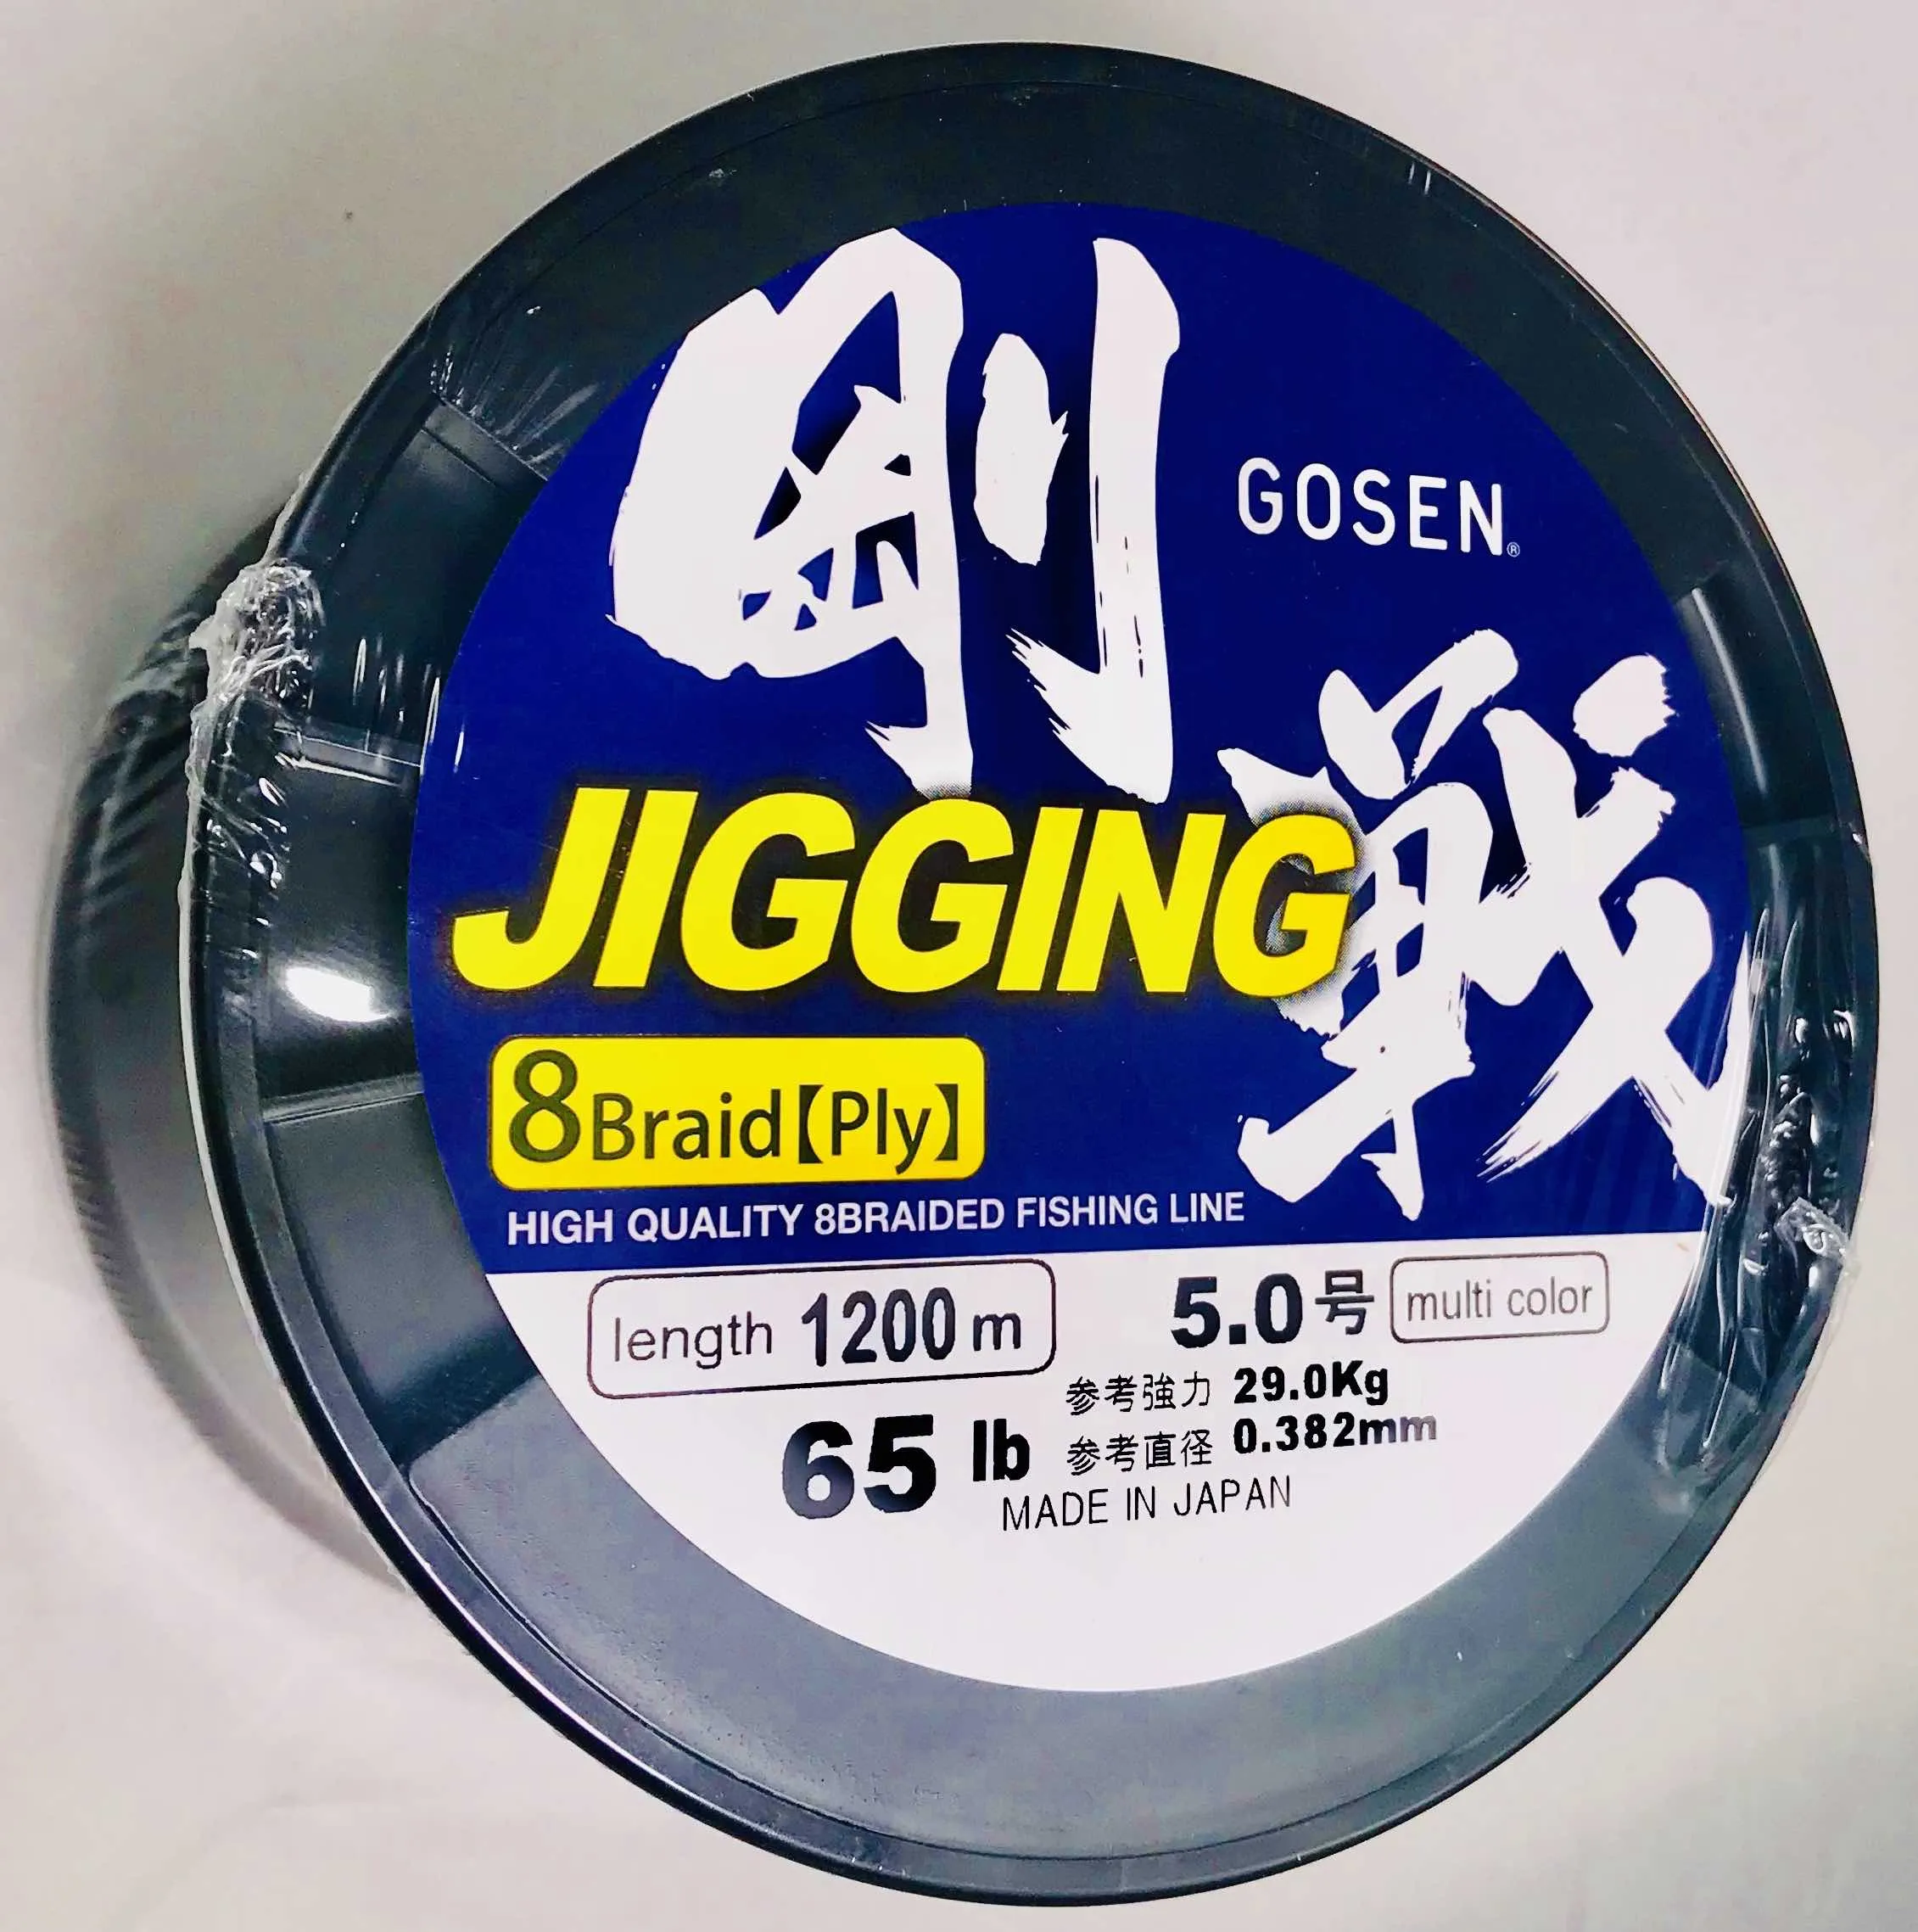 剛戦
GOSEN®
JIGGING
8Braid【Ply】
HIGH QUALITY 8BRAIDED FISHING LINE
length 1200m
5.0号 multi color
65 lb
参考強力 29.0Kg
参考直径 0.382mm
MADE IN JAPAN